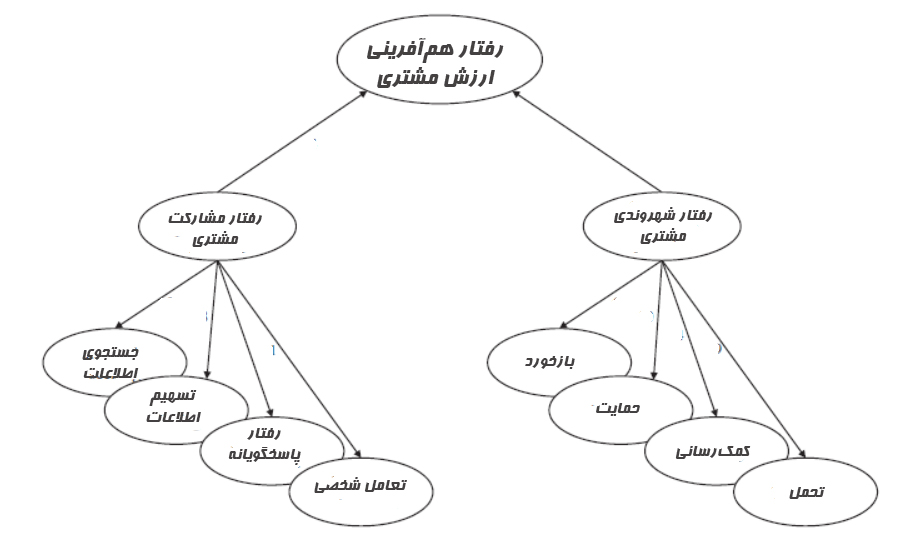 رفتار هم‌آفرینی
ارزش مشتری
رفتار شهروندی
مشتری
رفتار مشارکت
مشتری
بازخورد
حمایت
کمک‌رسانی
تحمل
جستجوی
اطلاعات
تسهیم
اطلاعات
رفتار
پاسخگویانه
تعامل شخصی